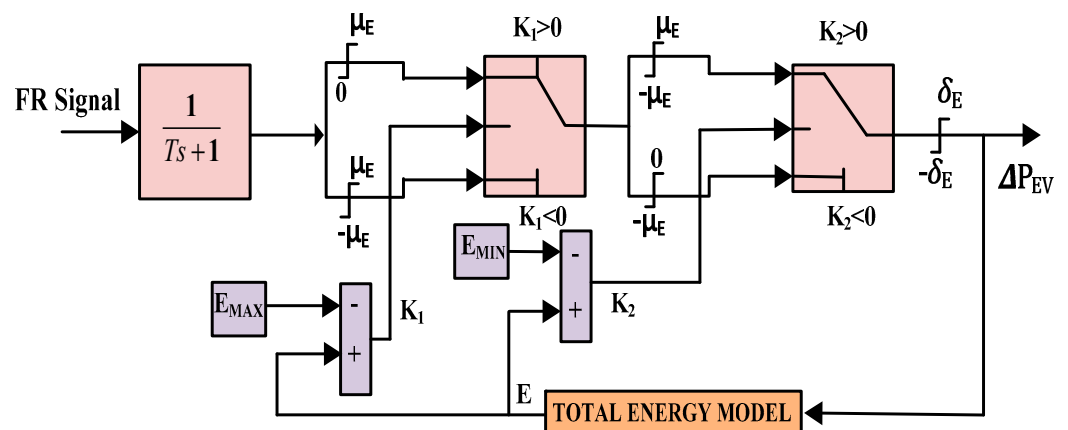 FR Signal
1
Ts+1
μE
0
μE
-μE
K1>0
K1<0
μE
-μE
0
-μE
K2>0
K2<0
δE
-δE
ΔPEV
EMAX
-
+
K1
EMIN
-
+
K2
E
TOTAL ENERGY MODEL